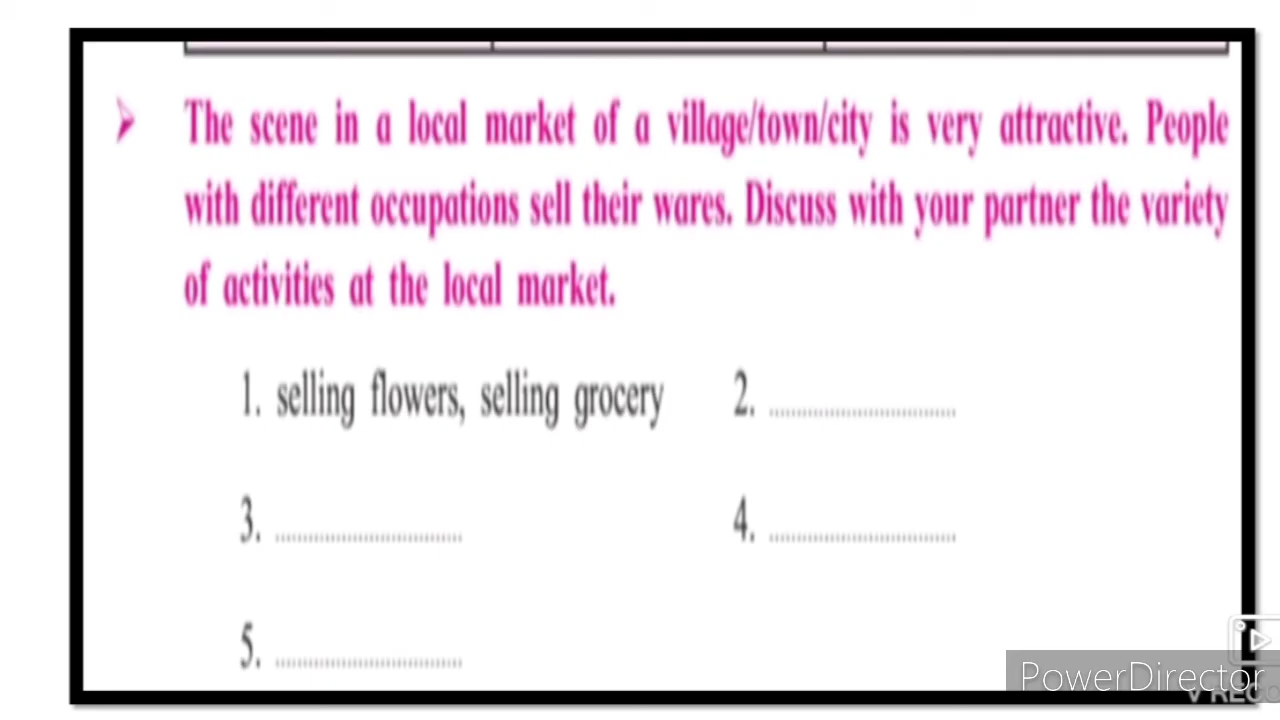 The scene in a local market of a village/town/city is very attractive. People
with different occupations sell their wares. Discuss with your partner the variety
of activities at the local market.
1. selling flowers, selling grocery 2. ..............................
3. .............................. 4. ..............................
5. ..............................
PowerDirector